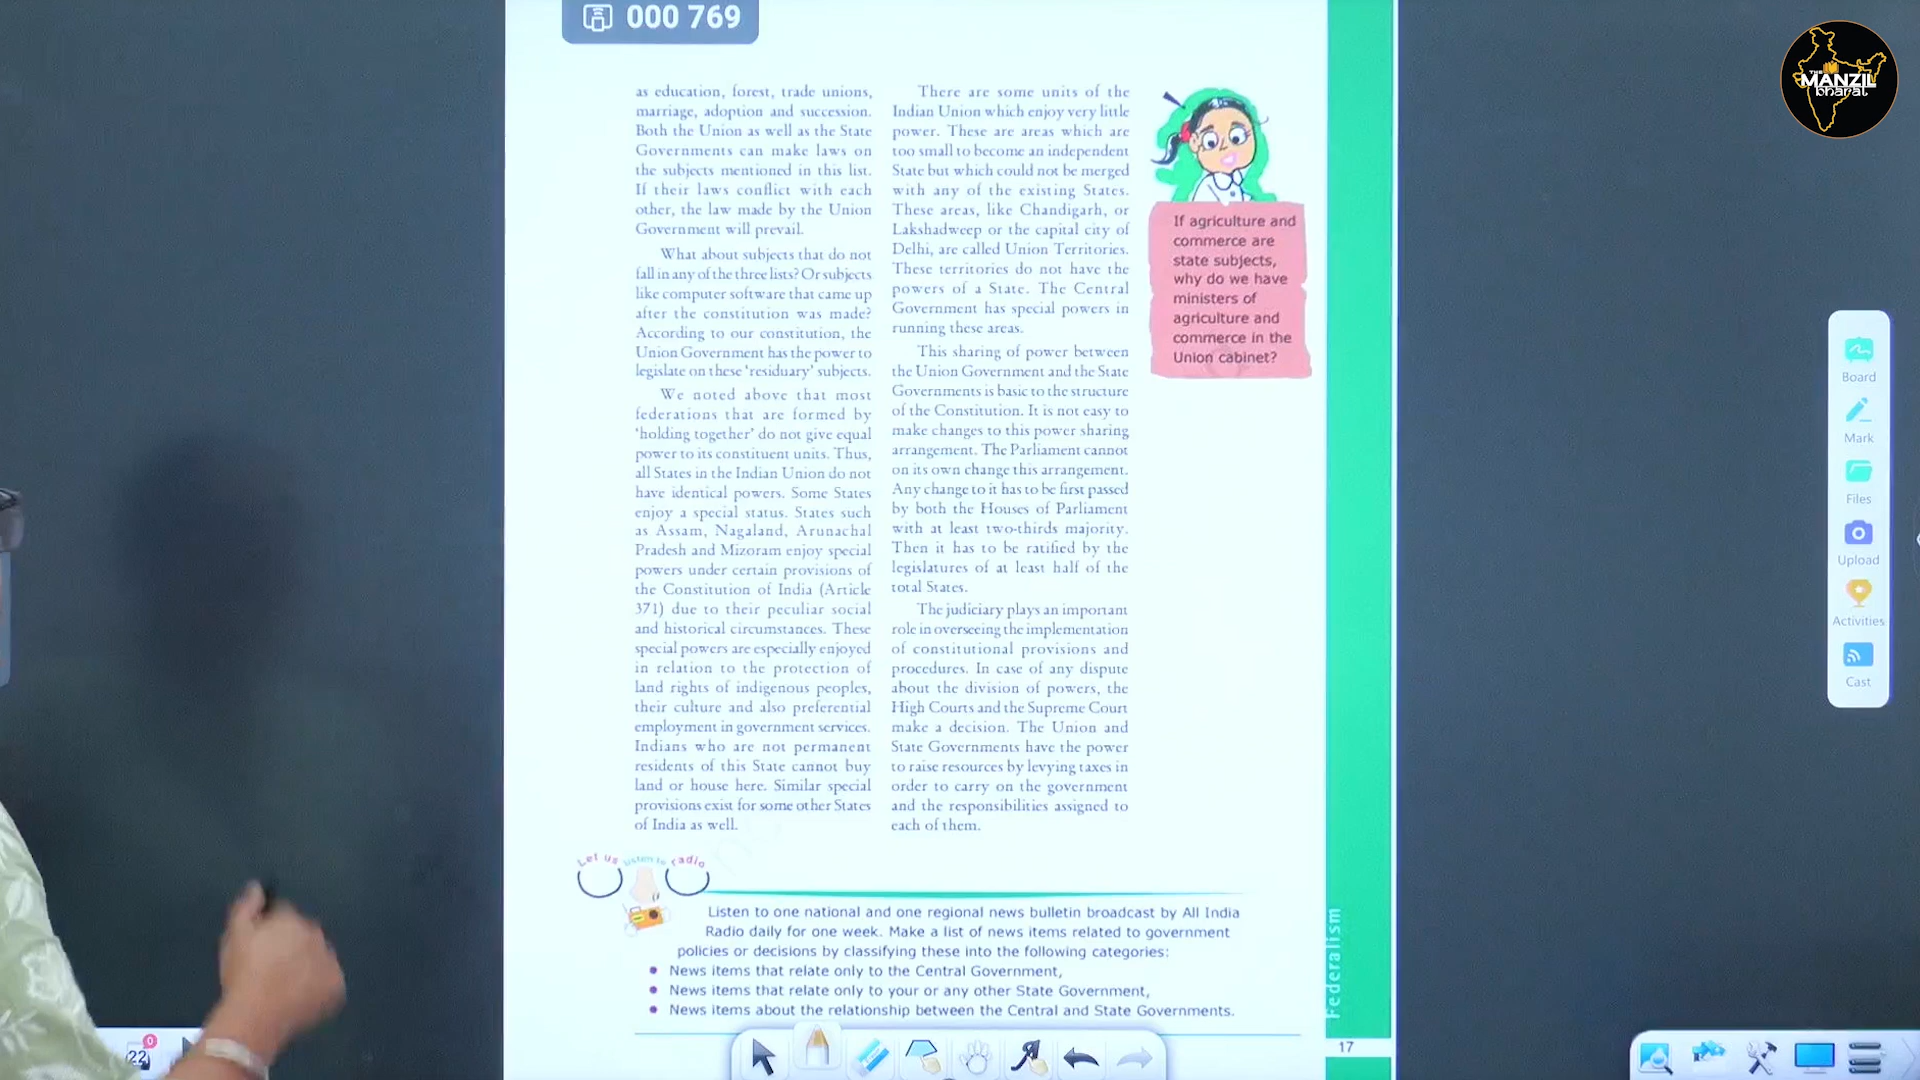 000 769
THE
MANZIL
bharat
as education, forest, trade unions,
marriage, adoption and succession.
Both the Union as well as the State
Governments can make laws on
the subjects mentioned in this list.
If their laws conflict with each
other, the law made by the Union
Government will prevail.
What about subjects that do not
fall in any of the three lists? Or subjects
like computer software that came up
after the constitution was made?
According to our constitution, the
Union Government has the power to
legislate on these ‘residuary’ subjects.
We noted above that most
federations that are formed by
‘holding together’ do not give equal
power to its constituent units. Thus,
all States in the Indian Union do not
have identical powers. Some States
enjoy a special status. States such
as Assam, Nagaland, Arunachal
Pradesh and Mizoram enjoy special
powers under certain provisions of
the Constitution of India (Article
371) due to their peculiar social
and historical circumstances. These
special powers are especially enjoyed
in relation to the protection of
land rights of indigenous peoples,
their culture and also preferential
employment in government services.
Indians who are not permanent
residents of this State cannot buy
land or house here. Similar special
provisions exist for some other States
of India as well.
There are some units of the
Indian Union which enjoy very little
power. These are areas which are
too small to become an independent
State but which could not be merged
with any of the existing States.
These areas, like Chandigarh, or
Lakshadweep or the capital city of
Delhi, are called Union Territories.
These territories do not have the
powers of a State. The Central
Government has special powers in
running these areas.
This sharing of power between
the Union Government and the State
Governments is basic to the structure
of the Constitution. It is not easy to
make changes to this power sharing
arrangement. The Parliament cannot
on its own change this arrangement.
Any change to it has to be first passed
by both the Houses of Parliament
with at least two-thirds majority.
Then it has to be ratified by the
legislatures of at least half of the
total States.
The judiciary plays an important
role in overseeing the implementation
of constitutional provisions and
procedures. In case of any dispute
about the division of powers, the
High Courts and the Supreme Court
make a decision. The Union and
State Governments have the power
to raise resources by levying taxes in
order to carry on the government
and the responsibilities assigned to
each of them.
If agriculture and
commerce are
state subjects,
why do we have
ministers of
agriculture and
commerce in the
Union cabinet?
Let us listen to radio
Listen to one national and one regional news bulletin broadcast by All India
Radio daily for one week. Make a list of news items related to government
policies or decisions by classifying these into the following categories:
• News items that relate only to the Central Government,
• News items that relate only to your or any other State Government,
• News items about the relationship between the Central and State Governments.
Federalism
17
Board
Mark
Files
Upload
Activities
Cast
22
0